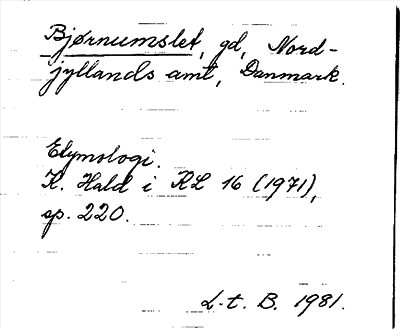 Bjørnumslet, gd, Nord-
jyllands amt, Danmark.
Etymologi.
K. Hald i RL 16 (1971),
sp. 220.
L.t. B. 1981.